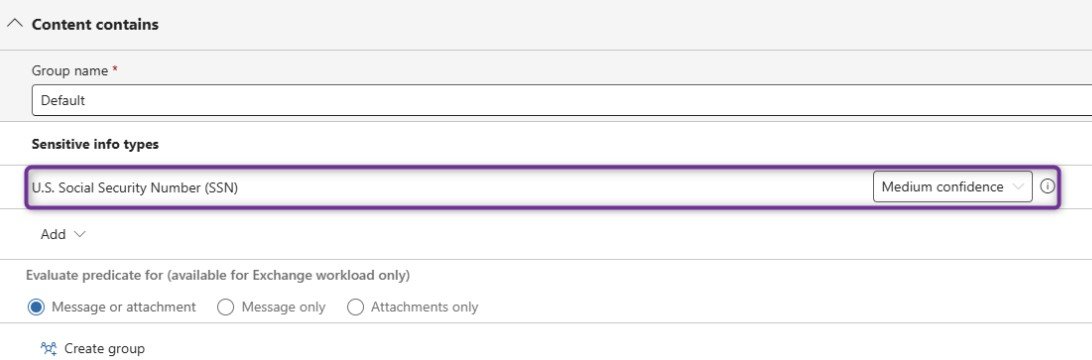 Content contains
Group name *
Default
Sensitive info types
U.S. Social Security Number (SSN) Medium confidence
Add
Evaluate predicate for (available for Exchange workload only)
Message or attachment Message only Attachments only
Create group